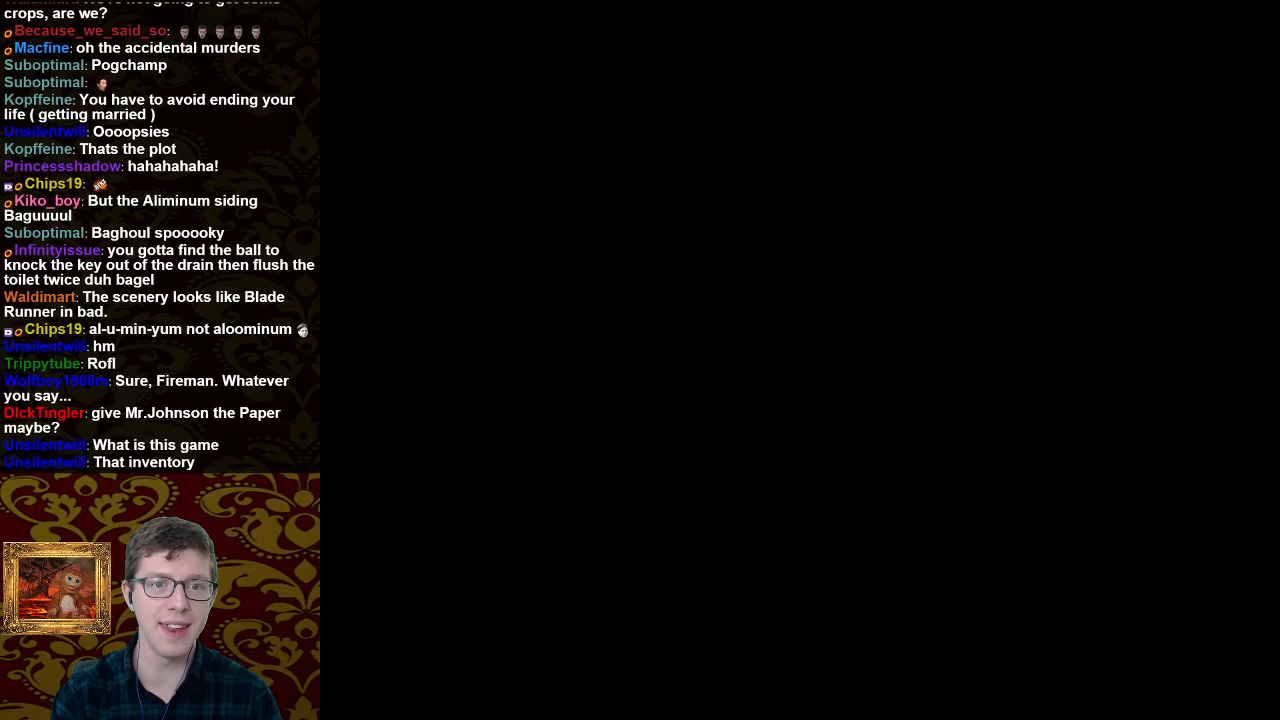 crops, are we?
Because_we_said_so:
Macfine: oh the accidental murders
Suboptimal: Pogchamp
Suboptimal:
Kopffeine: You have to avoid ending your
life ( getting married )
Unsilentwill: Oooopsies
Kopffeine: Thats the plot
Princessshadow: hahahahaha!
Chips19:
Kiko_boy: But the Aliminum siding
Baguuuul
Suboptimal: Baghoul spooooky
Infinityissue: you gotta find the ball to
knock the key out of the drain then flush the
toilet twice duh bagel
Waldimart: The scenery looks like Blade
Runner in bad.
Chips19: al-u-min-yum not aloominum
Unsilentwill: hm
Trippytube: Rofl
Wolfboy1988m: Sure, Fireman. Whatever
you say...
DIckTingler: give Mr.Johnson the Paper
maybe?
Unsilentwill: What is this game
Unsilentwill: That inventory